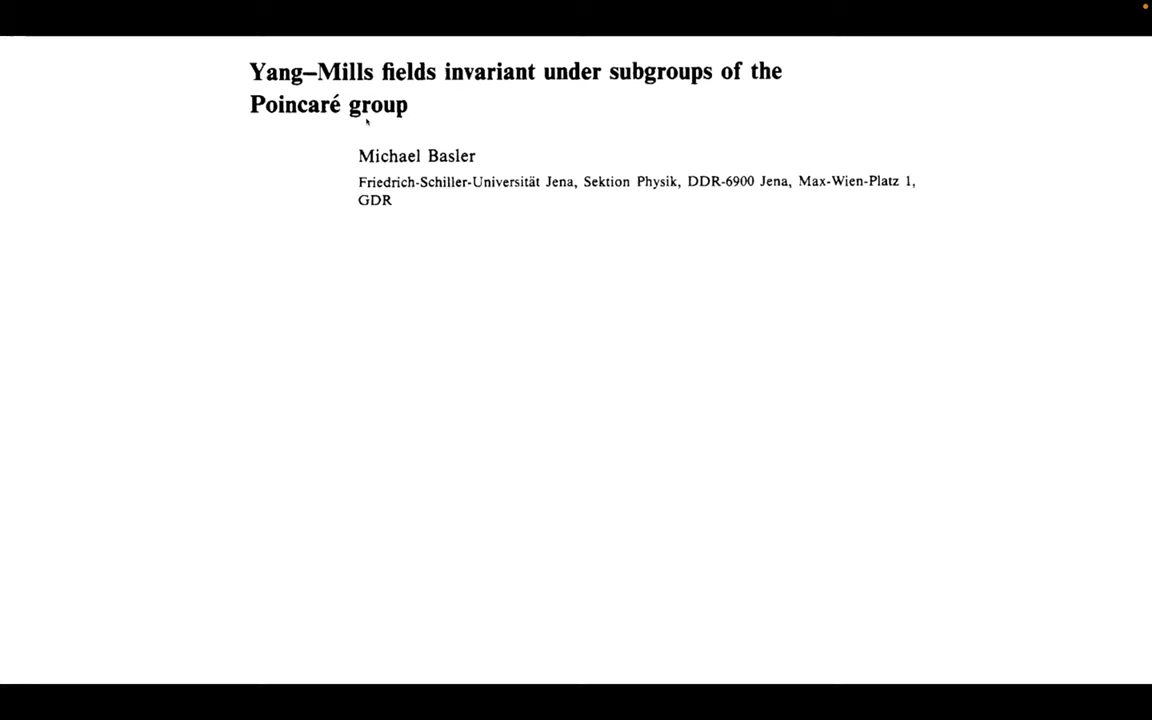 Yang–Mills fields invariant under subgroups of the
Poincaré group
Michael Basler
Friedrich-Schiller-Universität Jena, Sektion Physik, DDR-6900 Jena, Max-Wien-Platz 1,
GDR